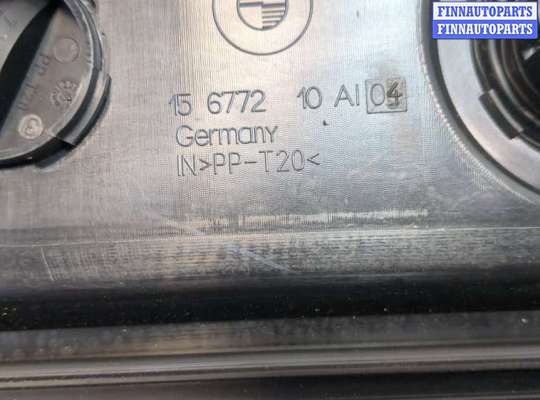 FINNAUTOPARTS
FINNAUTOPARTS
15 6772 10 AI 04
Germany
IN>PP-T20<